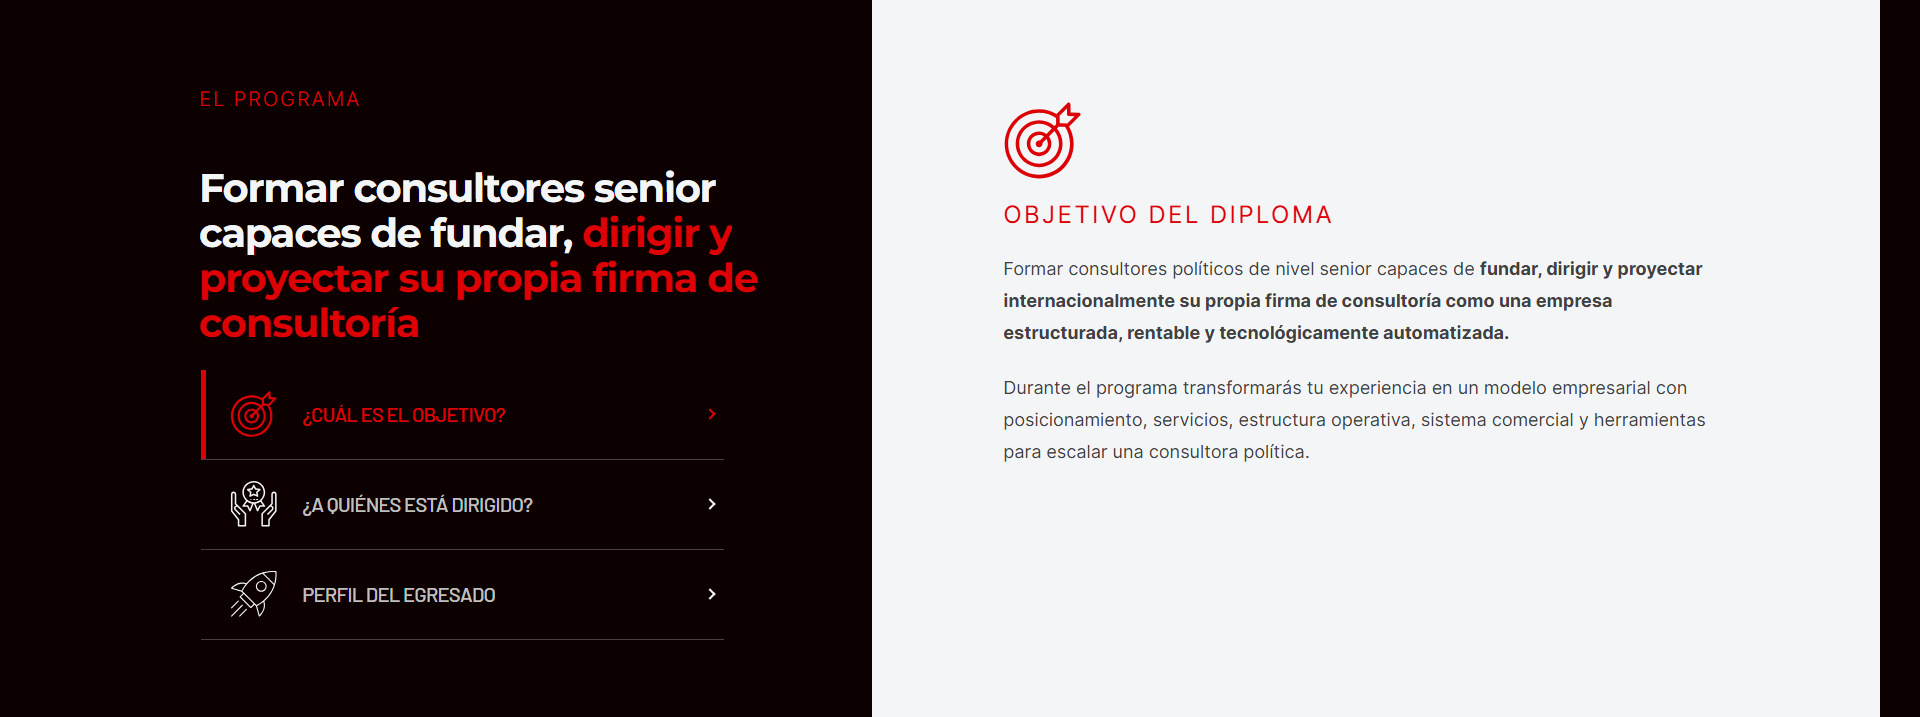 EL PROGRAMA
Formar consultores senior
capaces de fundar, dirigir y
proyectar su propia firma de
consultoría
¿CUÁL ES EL OBJETIVO?
¿A QUIÉNES ESTÁ DIRIGIDO?
PERFIL DEL EGRESADO
OBJETIVO DEL DIPLOMA
Formar consultores políticos de nivel senior capaces de fundar, dirigir y proyectar
internacionalmente su propia firma de consultoría como una empresa
estructurada, rentable y tecnológicamente automatizada.
Durante el programa transformarás tu experiencia en un modelo empresarial con
posicionamiento, servicios, estructura operativa, sistema comercial y herramientas
para escalar una consultora política.